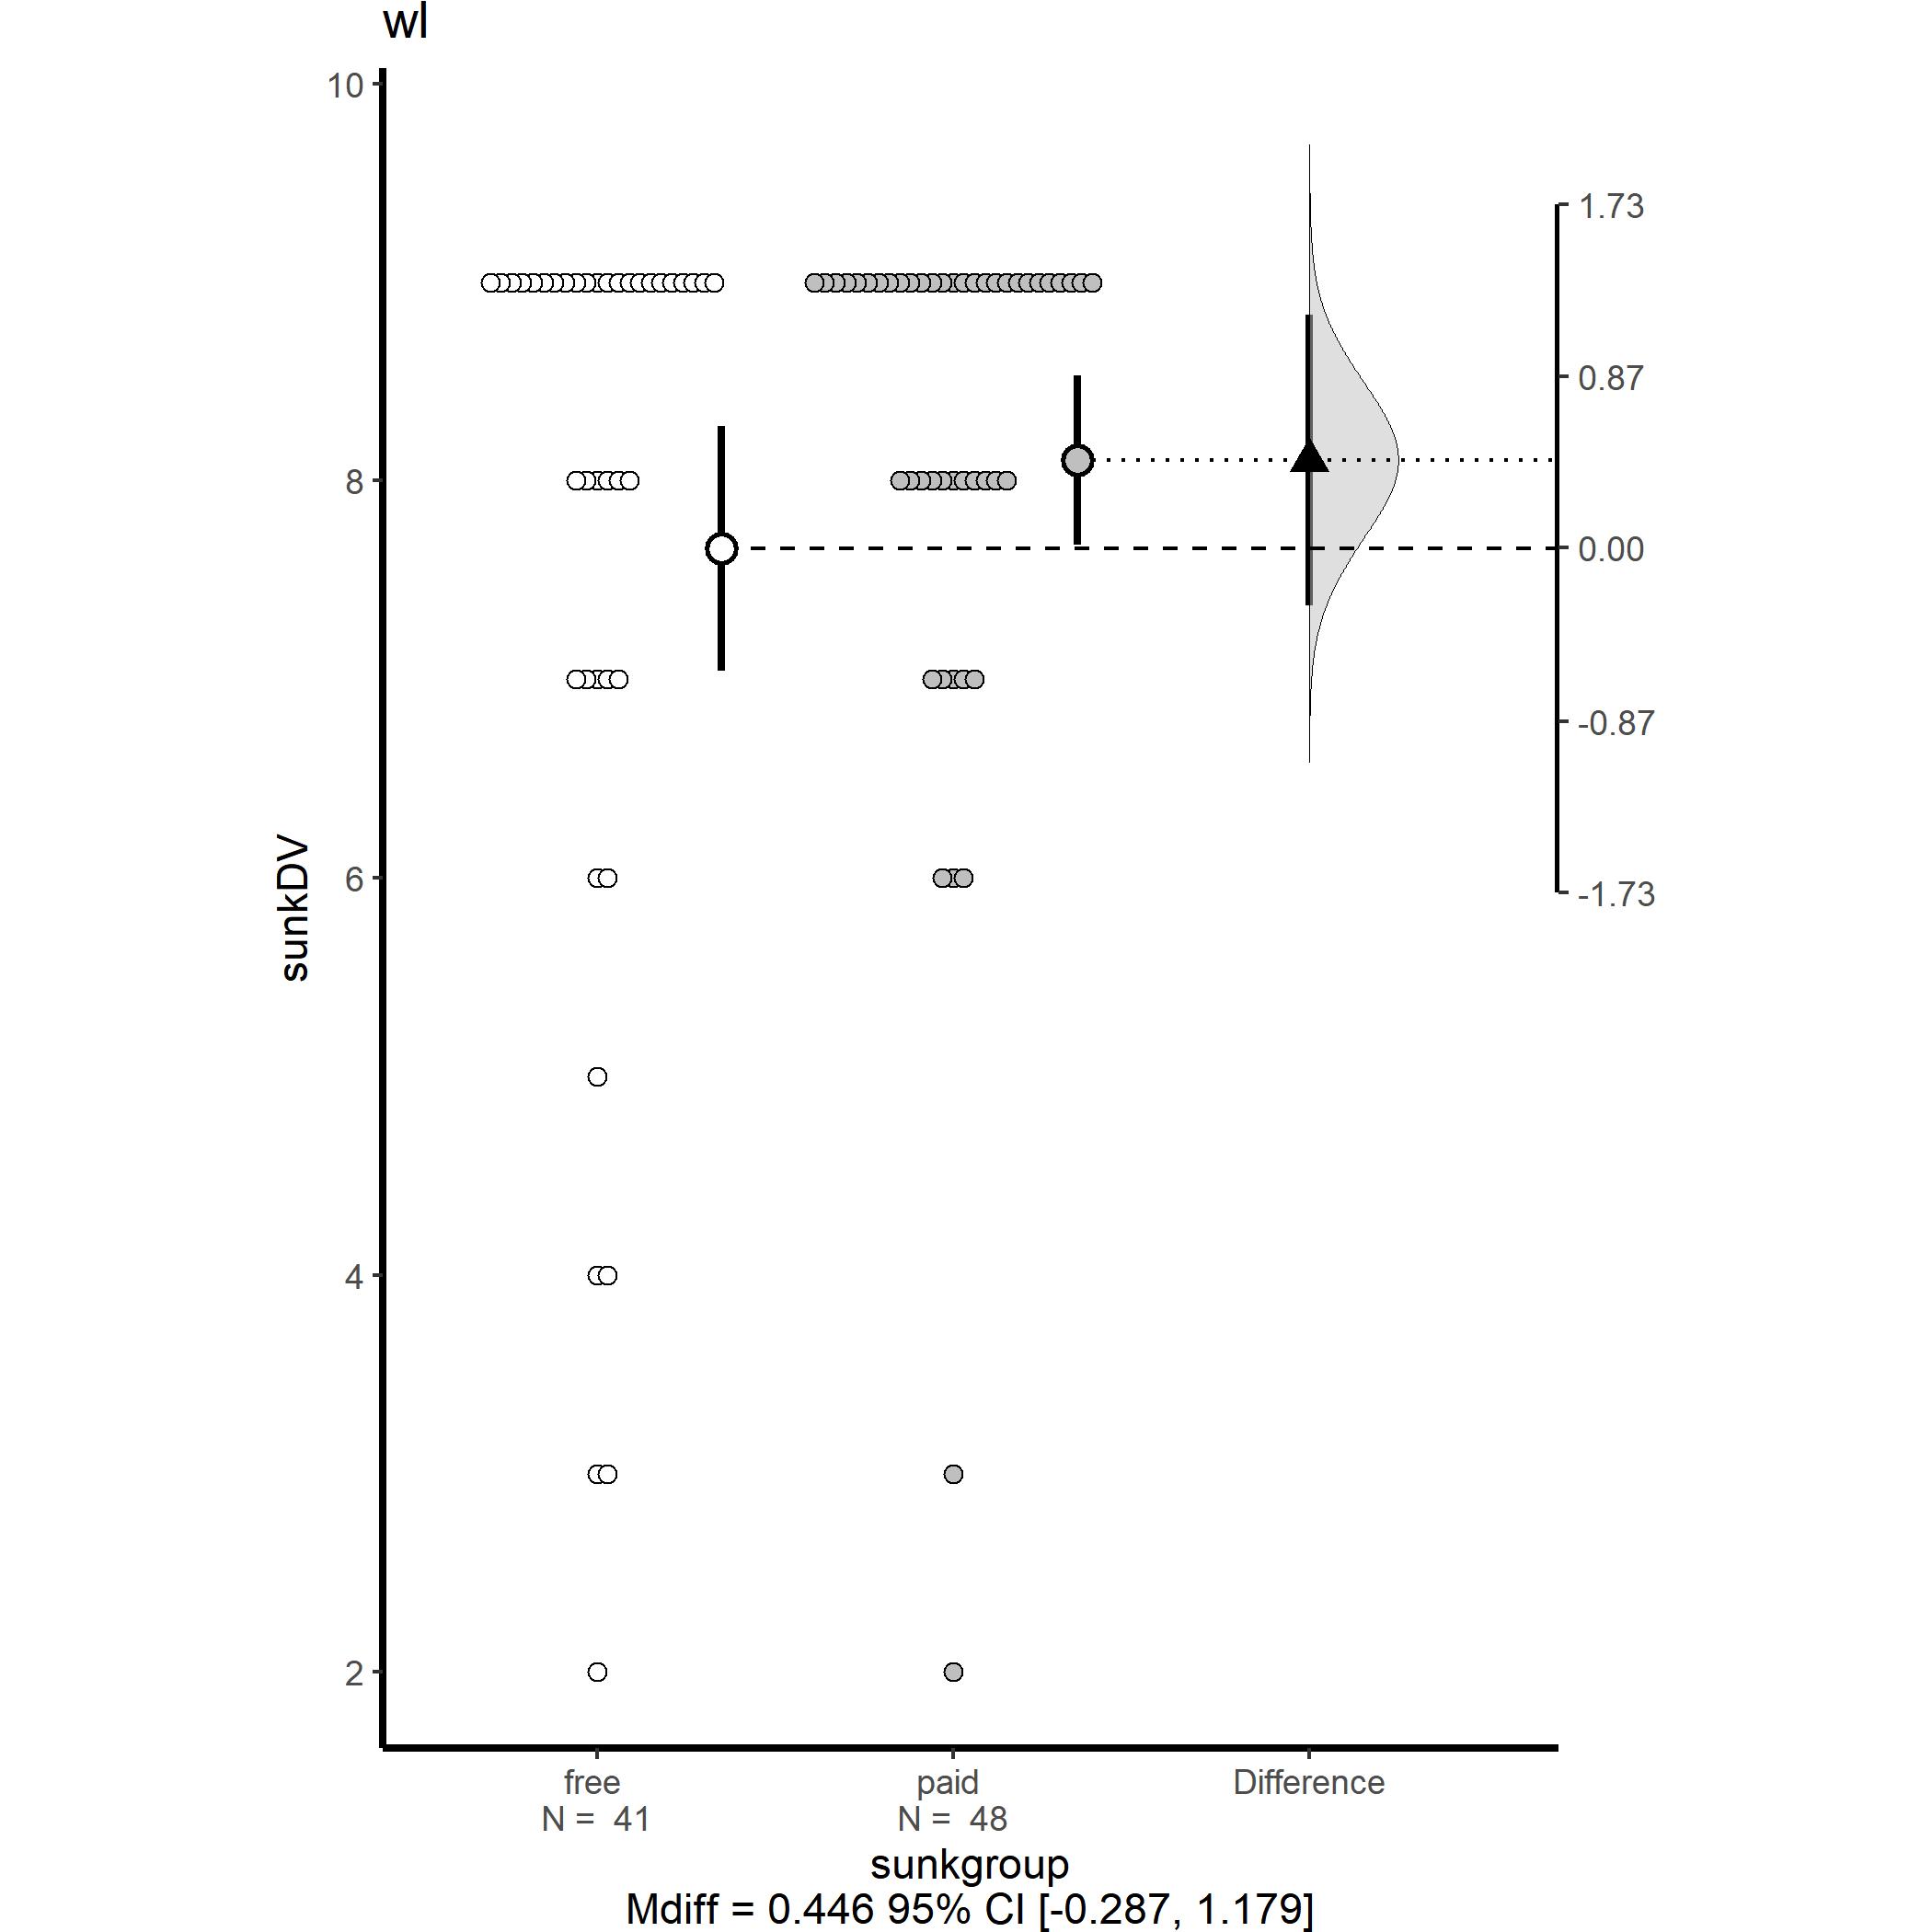 wl
10
8
6
4
2
sunkDV
1.73
0.87
0.00
-0.87
-1.73
free
N = 41
paid
N = 48
Difference
sunkgroup
Mdiff = 0.446 95% CI [-0.287, 1.179]